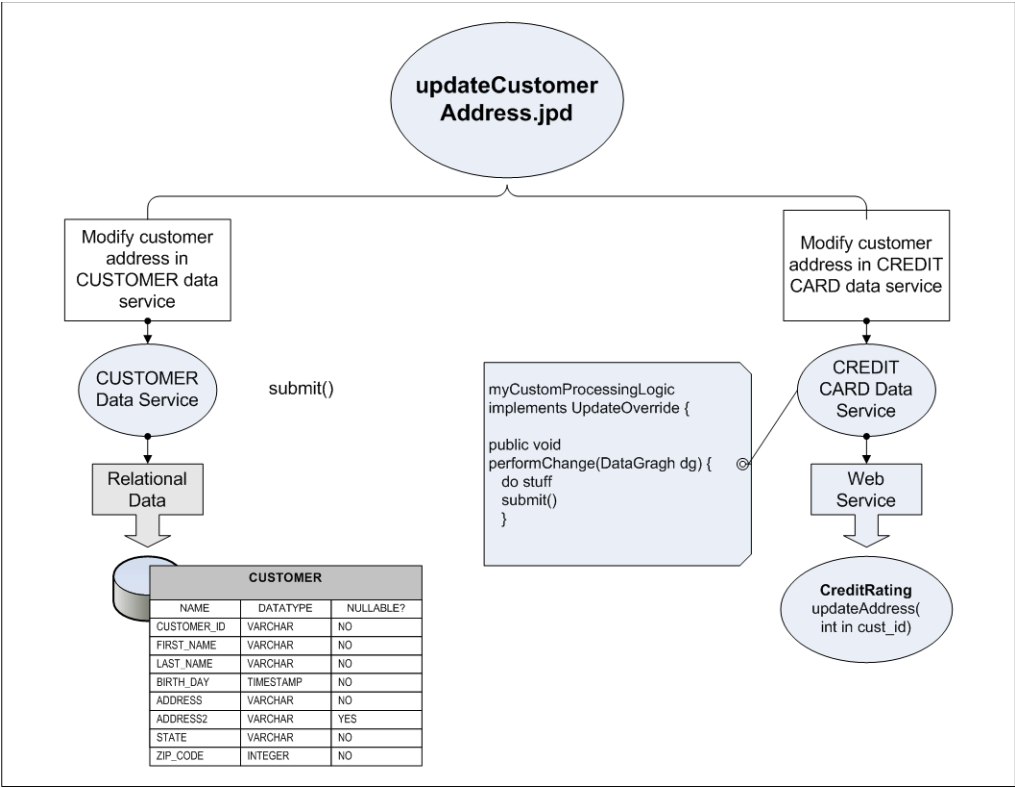 updateCustomer
Address.jpd
Modify customer
address in
CUSTOMER data
service
CUSTOMER
Data Service
submit()
Relational
Data
CUSTOMER
NAME DATATYPE NULLABLE?
CUSTOMER_ID VARCHAR NO
FIRST_NAME VARCHAR NO
LAST_NAME VARCHAR NO
BIRTH_DAY TIMESTAMP NO
ADDRESS VARCHAR NO
ADDRESS2 VARCHAR YES
STATE VARCHAR NO
ZIP_CODE INTEGER NO
myCustomProcessingLogic
implements UpdateOverride {
public void
performChange(DataGragh dg) {
do stuff
submit()
}
Modify customer
address in CREDIT
CARD data service
CREDIT
CARD Data
Service
Web
Service
CreditRating
updateAddress(
int in cust_id)